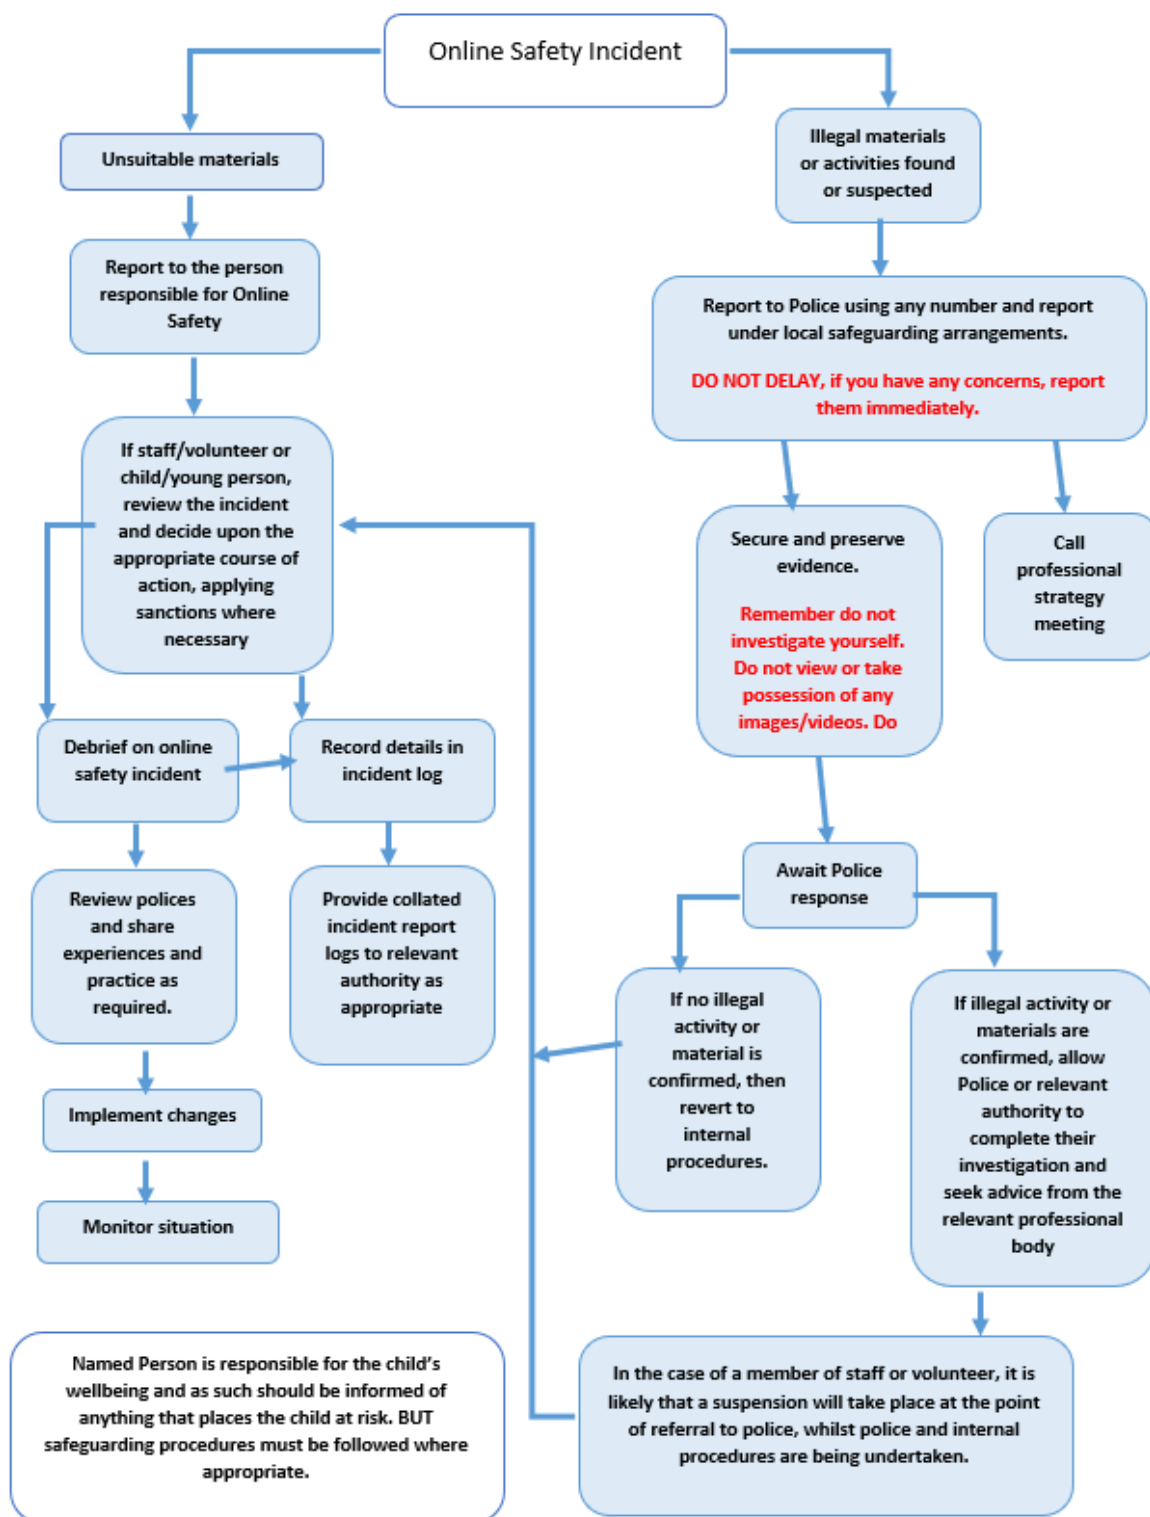 Online Safety Incident
Unsuitable materials
Report to the person
responsible for Online
Safety
If staff/volunteer or
child/young person,
review the incident
and decide upon the
appropriate course of
action, applying
sanctions where
necessary
Debrief on online
safety incident
Record details in
incident log
Review polices
and share
experiences and
practice as
required.
Provide collated
incident report
logs to relevant
authority as
appropriate
Implement changes
Monitor situation
Illegal materials
or activities found
or suspected
Report to Police using any number and report
under local safeguarding arrangements.
DO NOT DELAY, if you have any concerns, report
them immediately.
Secure and preserve
evidence.
Remember do not
investigate yourself.
Do not view or take
possession of any
images/videos. Do
Call
professional
strategy
meeting
Await Police
response
If no illegal
activity or
material is
confirmed, then
revert to
internal
procedures.
If illegal activity or
materials are
confirmed, allow
Police or relevant
authority to
complete their
investigation and
seek advice from the
relevant professional
body
In the case of a member of staff or volunteer, it is
likely that a suspension will take place at the point
of referral to police, whilst police and internal
procedures are being undertaken.
Named Person is responsible for the child’s
wellbeing and as such should be informed of
anything that places the child at risk. BUT
safeguarding procedures must be followed where
appropriate.